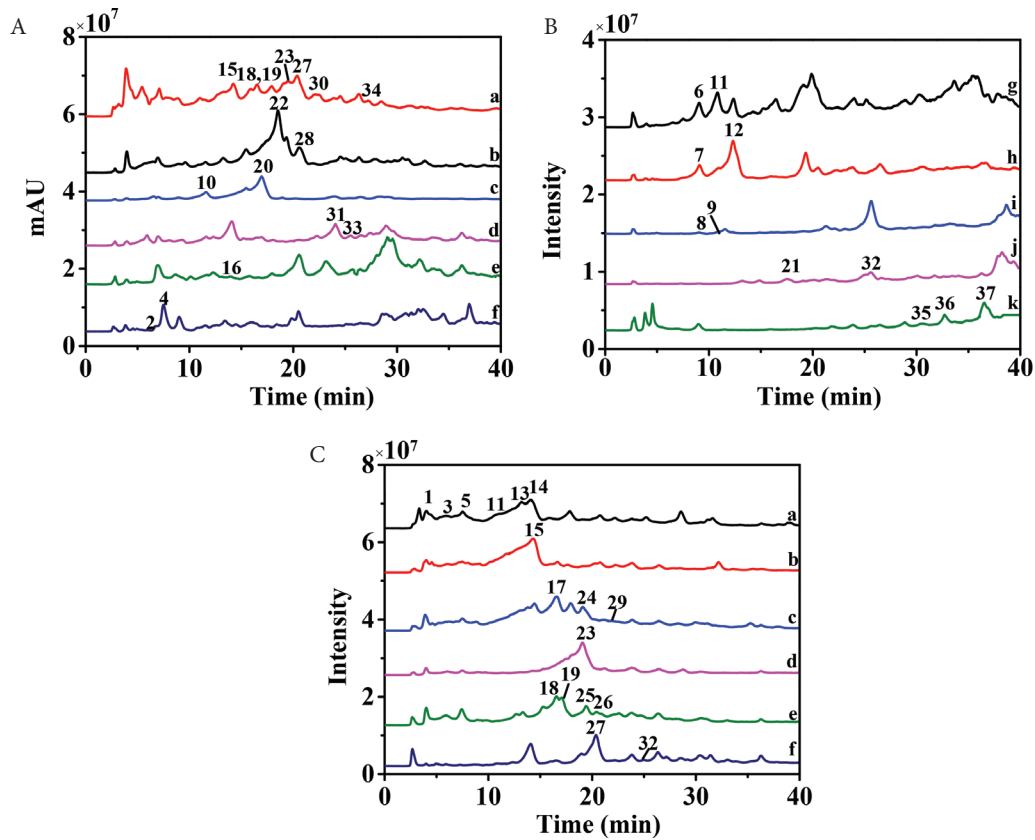 A
8×10⁷
6
4
2
0
mAU
0 10 20 30 40
Time (min)
15 18 19 23 27 30 34 a
22 28 b
10 20 c
31 33 d
16 e
2 4 f
B
4×10⁷
3
2
1
0
Intensity
0 10 20 30 40
Time (min)
6 11 g
7 12 h
8 9 i
21 32 j
35 36 37 k
C
8×10⁷
6
4
2
0
Intensity
0 10 20 30 40
Time (min)
1 3 5 11 13 14 a
15 b
17 24 29 c
23 d
18 19 25 26 e
27 32 f